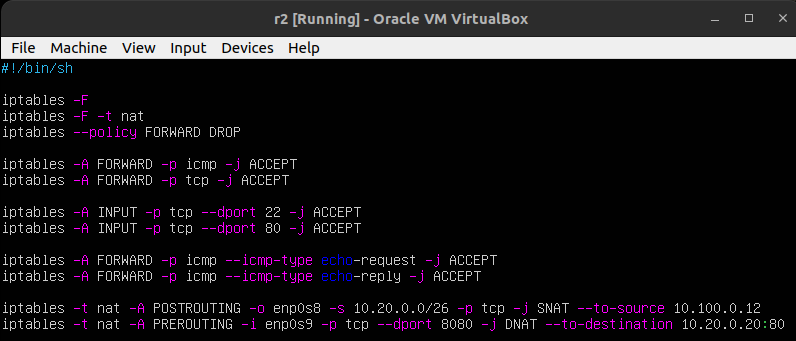 r2 [Running] - Oracle VM VirtualBox
File Machine View Input Devices Help
#!/bin/sh
iptables -F
iptables -F -t nat
iptables --policy FORWARD DROP
iptables -A FORWARD -p icmp -j ACCEPT
iptables -A FORWARD -p tcp -j ACCEPT
iptables -A INPUT -p tcp --dport 22 -j ACCEPT
iptables -A INPUT -p tcp --dport 80 -j ACCEPT
iptables -A FORWARD -p icmp --icmp-type echo-request -j ACCEPT
iptables -A FORWARD -p icmp --icmp-type echo-reply -j ACCEPT
iptables -t nat -A POSTROUTING -o enp0s8 -s 10.20.0.0/26 -p tcp -j SNAT --to-source 10.100.0.12
iptables -t nat -A PREROUTING -i enp0s9 -p tcp --dport 8080 -j DNAT --to-destination 10.20.0.20:80